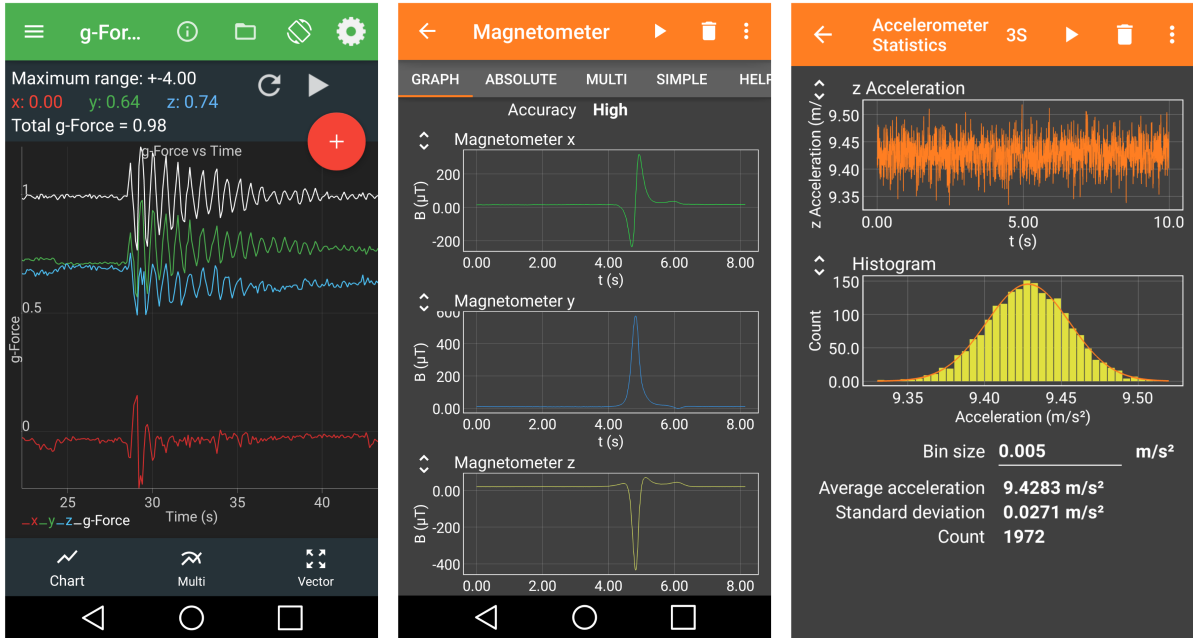 g-For...
Maximum range: +-4.00
x: 0.00 y: 0.64 z: 0.74
Total g-Force = 0.98
+
g-Force vs Time
1
0.5
0
g-Force
25 30 35 40
Time (s)
_x_y_z_g-Force
Chart Multi Vector
Magnetometer
GRAPH ABSOLUTE MULTI SIMPLE HELP
Accuracy High
Magnetometer x
B (μT)
200
0.00
-200
0.00 2.00 4.00 6.00 8.00
t (s)
Magnetometer y
B (μT)
600
400
200
0.00
0.00 2.00 4.00 6.00 8.00
t (s)
Magnetometer z
B (μT)
0.00
-200
-400
0.00 2.00 4.00 6.00 8.00
Accelerometer
Statistics
3S
z Acceleration
z Acceleration (m/
9.50
9.45
9.40
9.35
0.00 5.00 10.0
t (s)
Histogram
Count
150
100
50.0
0.00
9.35 9.40 9.45 9.50
Acceleration (m/s²)
Bin size 0.005 m/s²
Average acceleration 9.4283 m/s²
Standard deviation 0.0271 m/s²
Count 1972